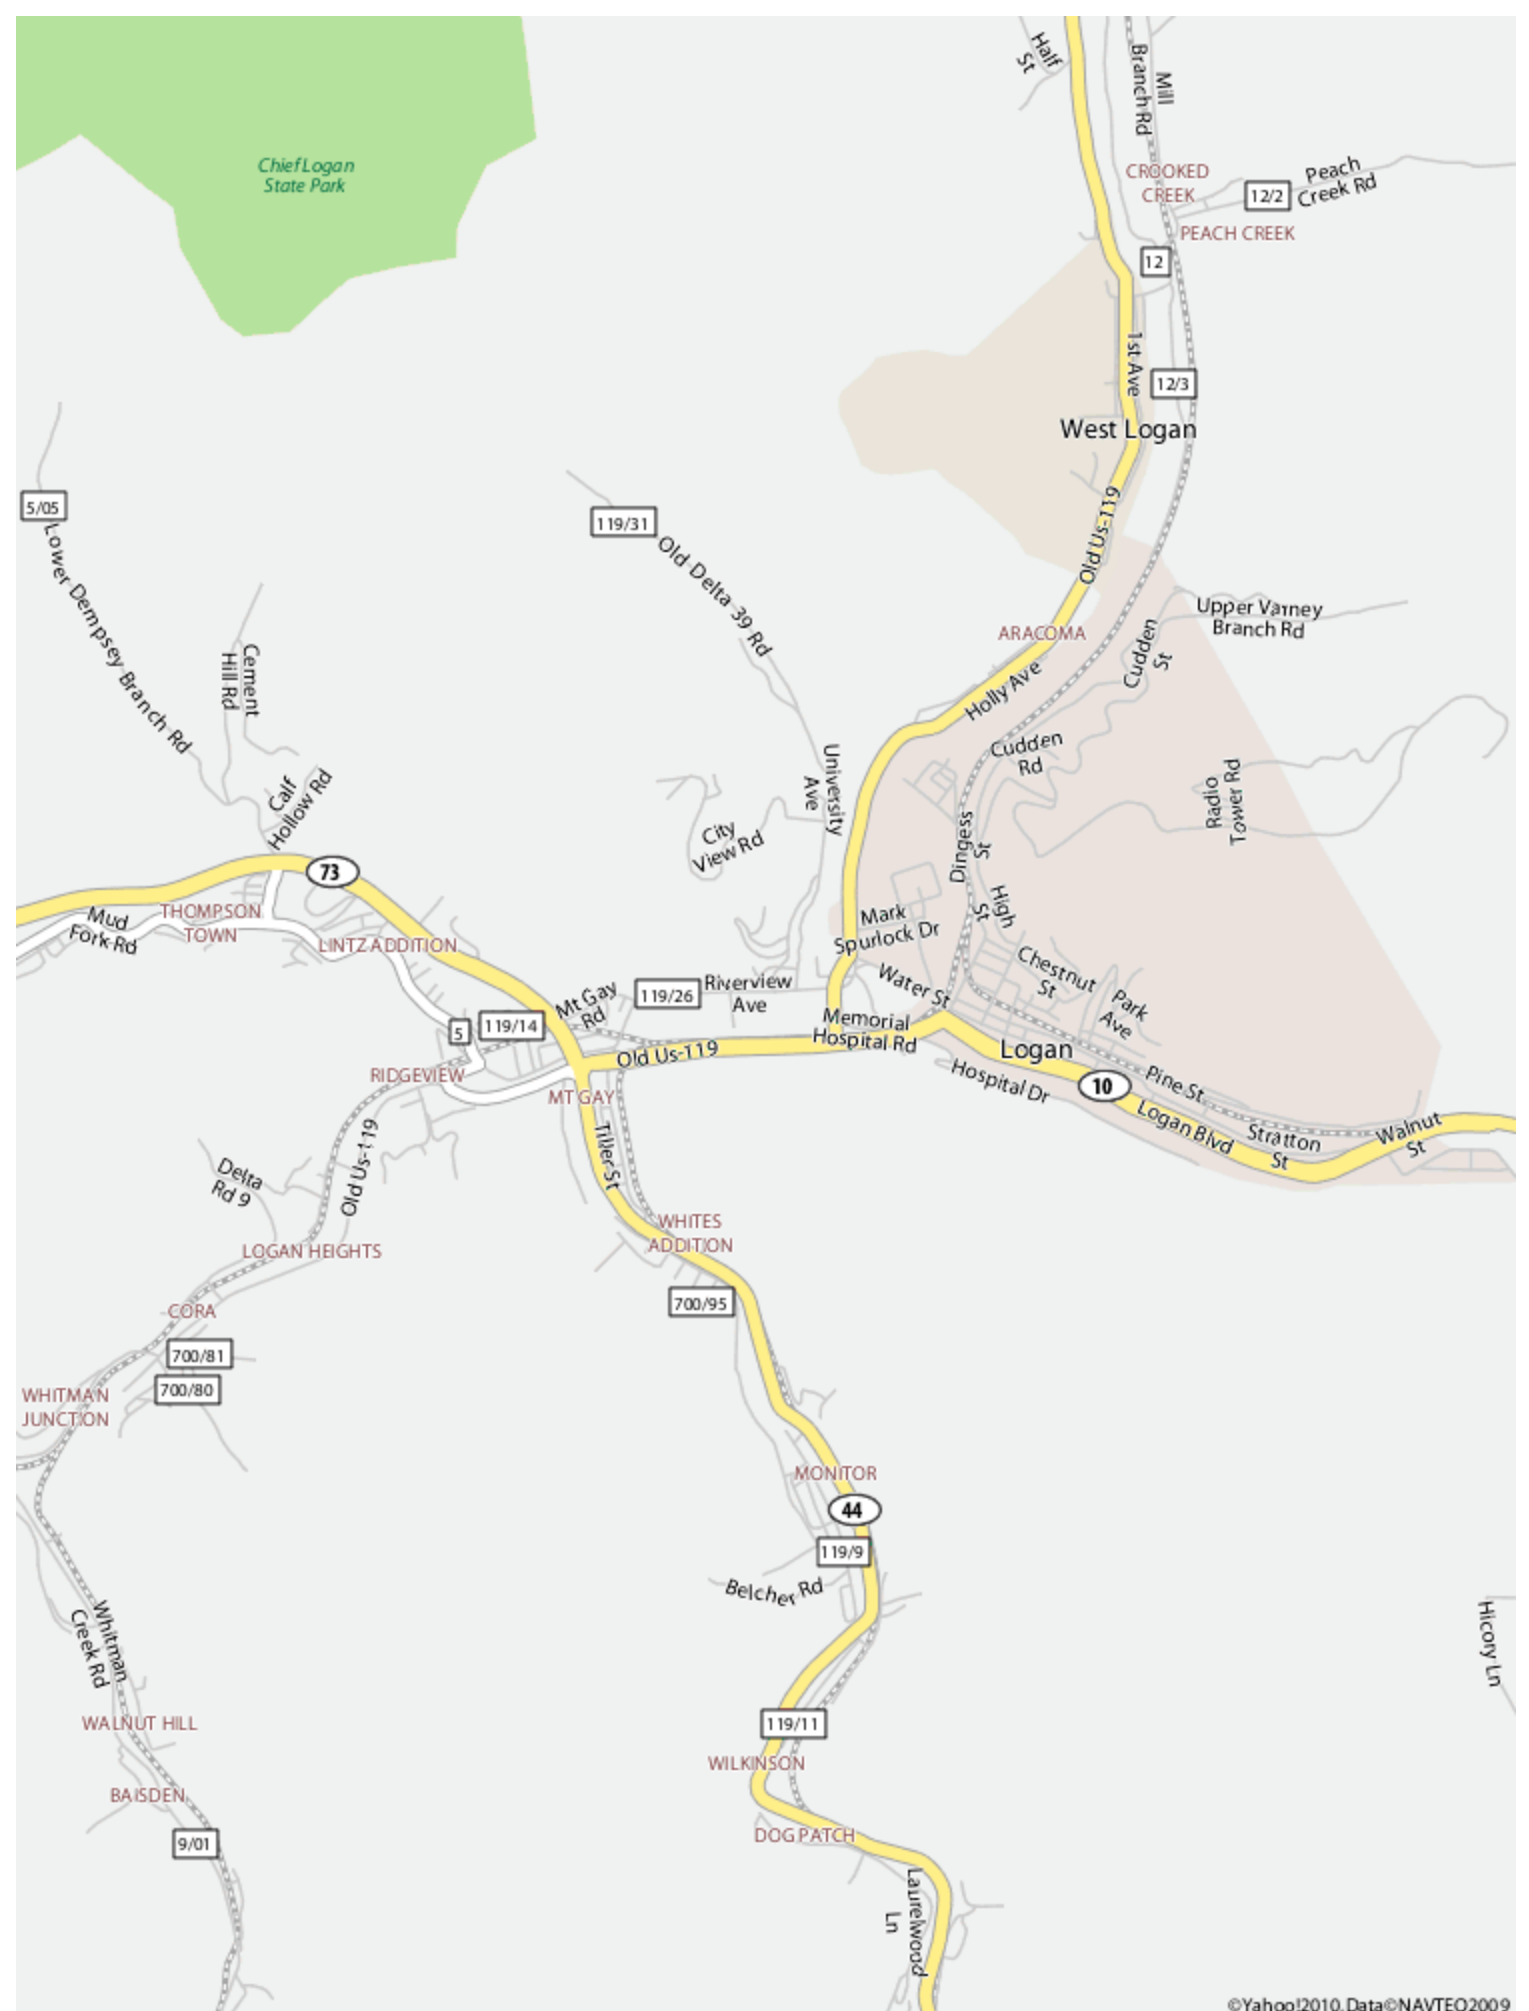 Half
St
Mill
Branch Rd
Chief Logan
State Park
CROOKED
CREEK
12/2
Peach
Creek Rd
PEACH CREEK
12
1st Ave
12/3
West Logan
5/05
Lower Dempsey Branch Rd
119/31
Old Delta 39 Rd
Old Us-119
Upper Varney
Branch Rd
ARACOMA
Cudden
St
Cement
Hill Rd
Holly Ave
Cudden
Rd
University
Ave
Radio
Tower Rd
Calf
Hollow Rd
City
View Rd
Dingess
St
73
THOMPSON
TOWN
Mud
Fork Rd
LINTZ ADDITION
High
St
Mark
Spurlock Dr
Chestnut
St
Water St
Park
Ave
119/26
Riverview
Ave
Mt Gay
Rd
119/14
5
Memorial
Hospital Rd
Old Us-119
Logan
RIDGEVIEW
MT GAY
Hospital Dr
10
Pine St
Logan Blvd
Stratton
St
Walnut
St
Tiller St
Old Us-119
Delta
Rd 9
WHITES
ADDITION
LOGAN HEIGHTS
700/95
CORA
700/81
700/80
WHITMAN
JUNCTION
MONITOR
44
119/9
Belcher Rd
Whitman
Creek Rd
Hicory Ln
119/11
WALNUT HILL
WILKINSON
BAISDEN
DOG PATCH
9/01
Laurelwood
Ln
©Yahoo!2010, Data©NAVTEQ2009